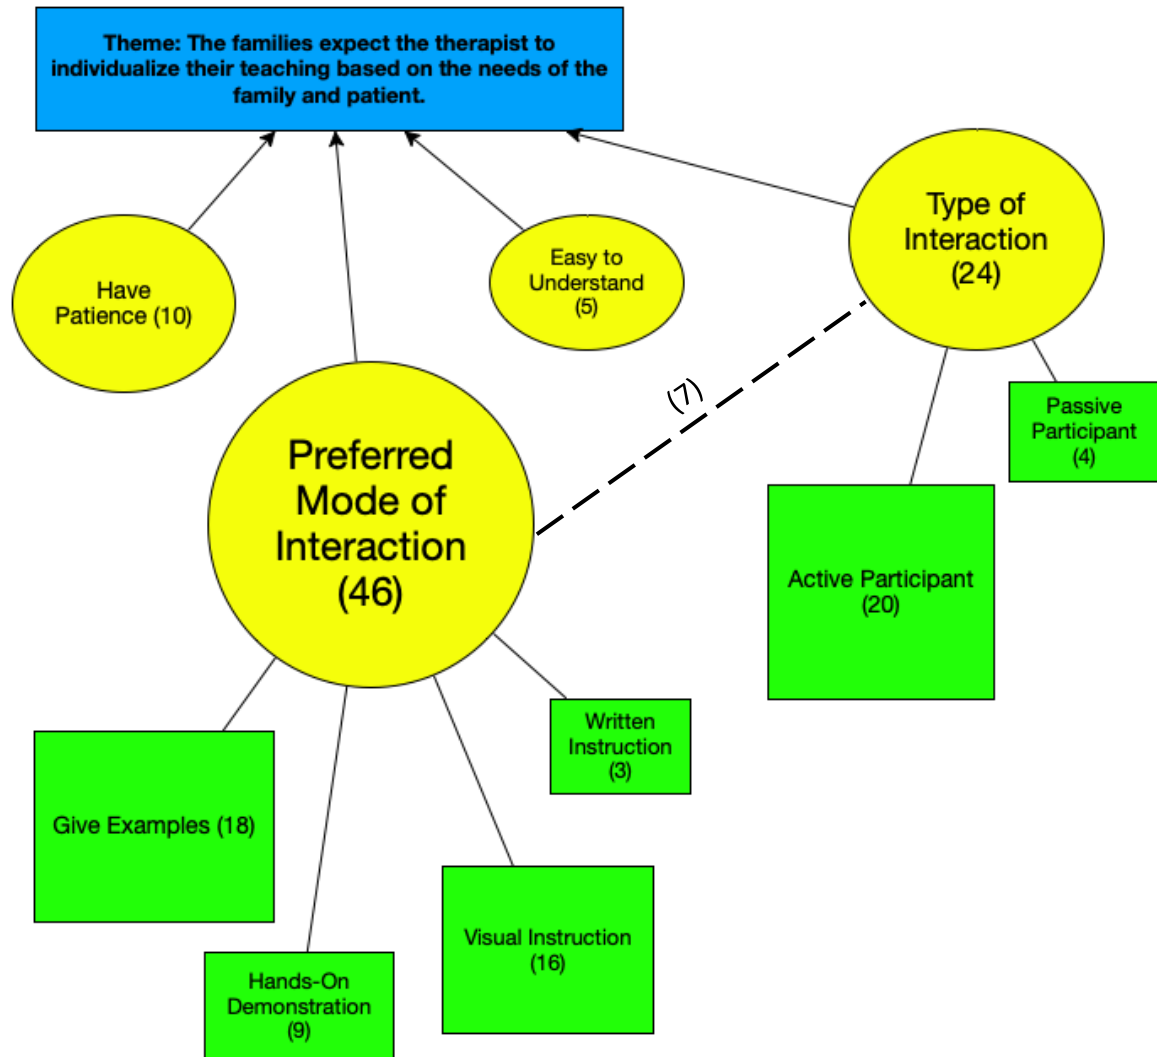 Theme: The families expect the therapist to
individualize their teaching based on the needs of the
family and patient.
Have
Patience (10)
Easy to
Understand
(5)
Type of
Interaction
(24)
(7)
Preferred
Mode of
Interaction
(46)
Passive
Participant
(4)
Active Participant
(20)
Written
Instruction
(3)
Give Examples (18)
Visual Instruction
(16)
Hands-On
Demonstration
(9)